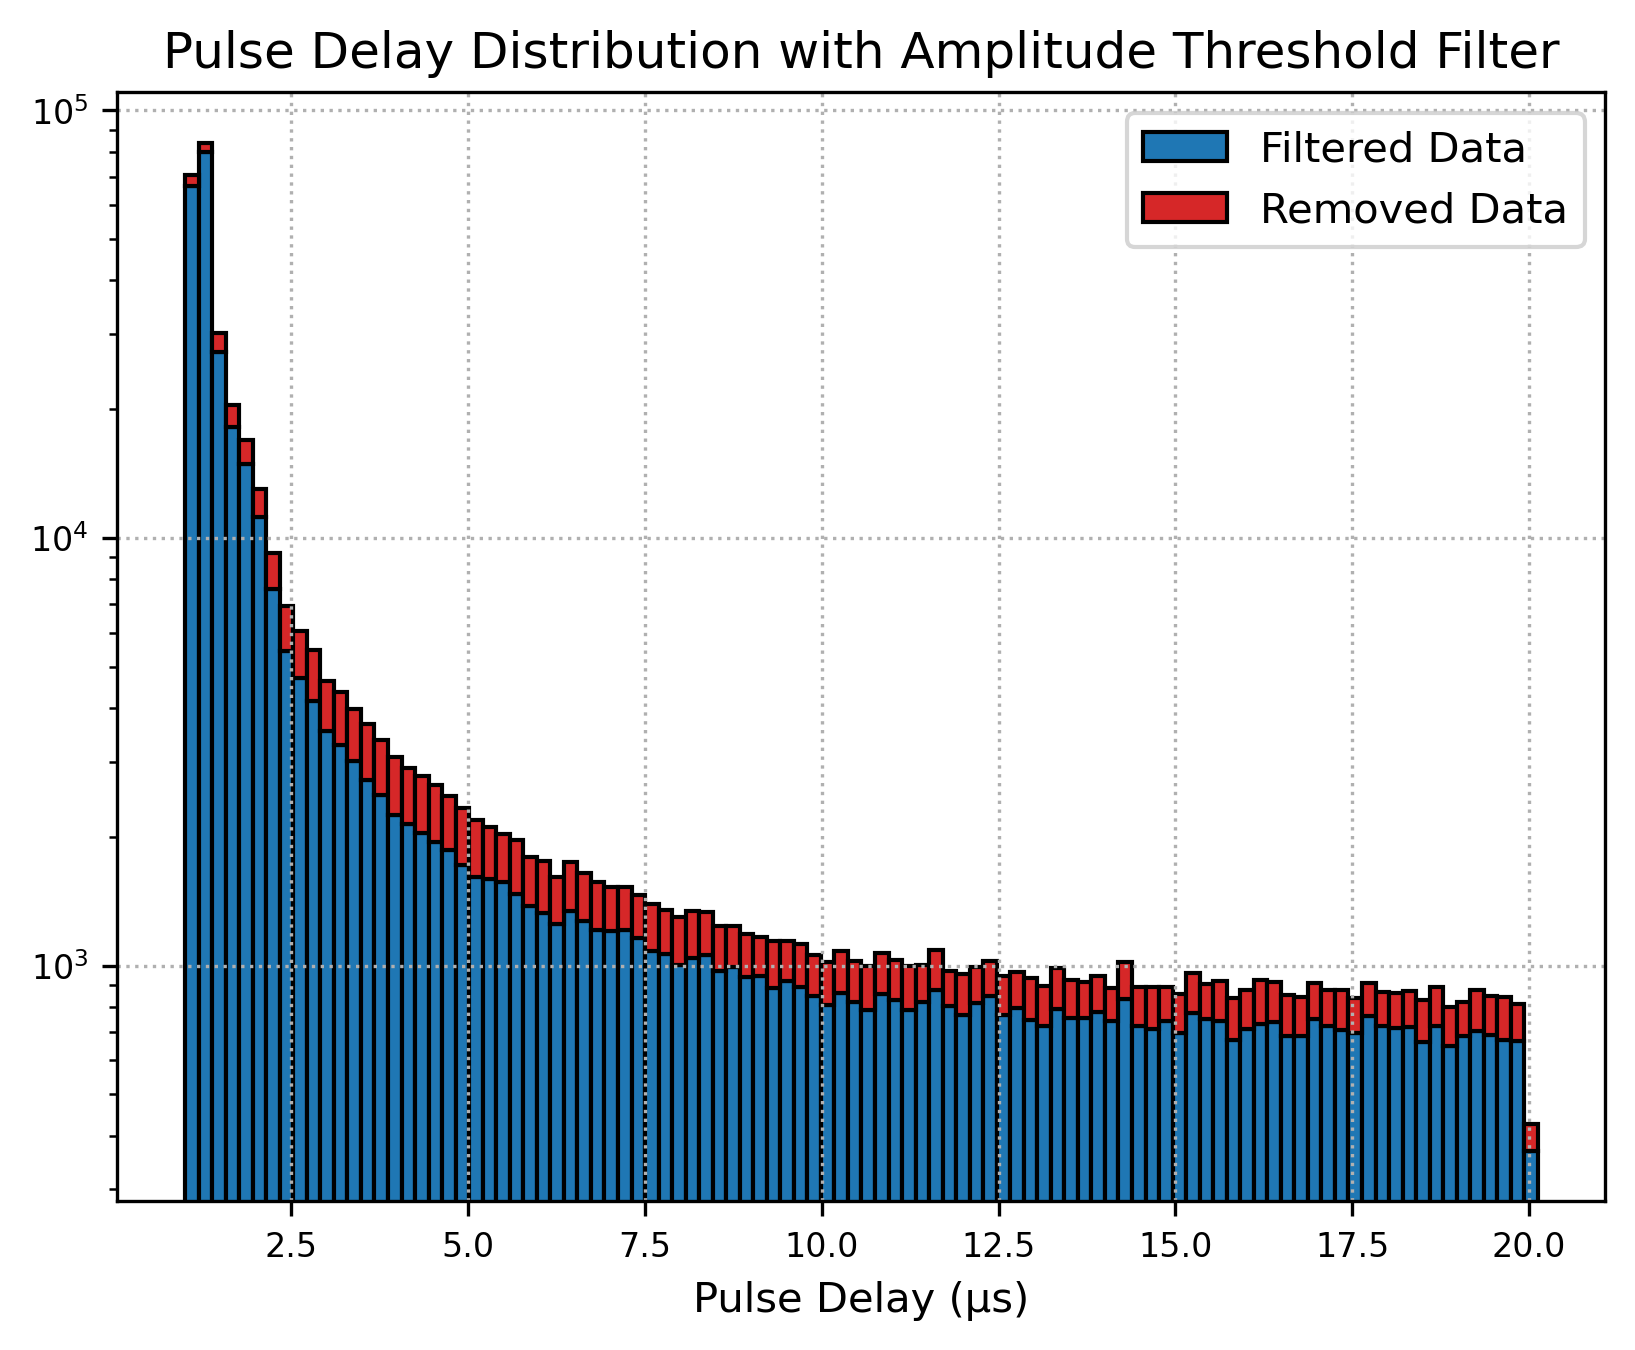 Pulse Delay Distribution with Amplitude Threshold Filter
10⁵
10⁴
10³
Filtered Data
Removed Data
2.5 5.0 7.5 10.0 12.5 15.0 17.5 20.0
Pulse Delay (µs)